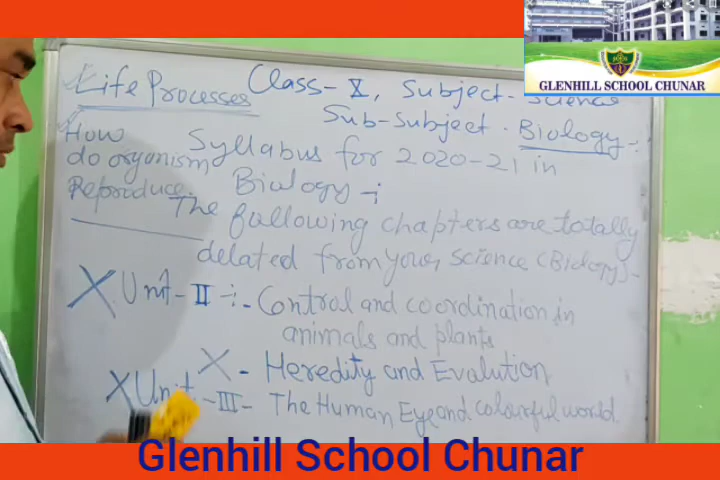 GLENHILL SCHOOL CHUNAR
Life Processes
Class-X, Subject-Science
Sub-Subject. Biology:-
How
do organism
Reproduce
Syllabus for 2020-21 in
Biology-:
The following chapters are totally
delated from your science (Biology)-
X Unit-II:- Control and coordination in
animals and plants
X - Heredity and Evalution
X Unit-III- The Human Eye and colourful world
Glenhill School Chunar